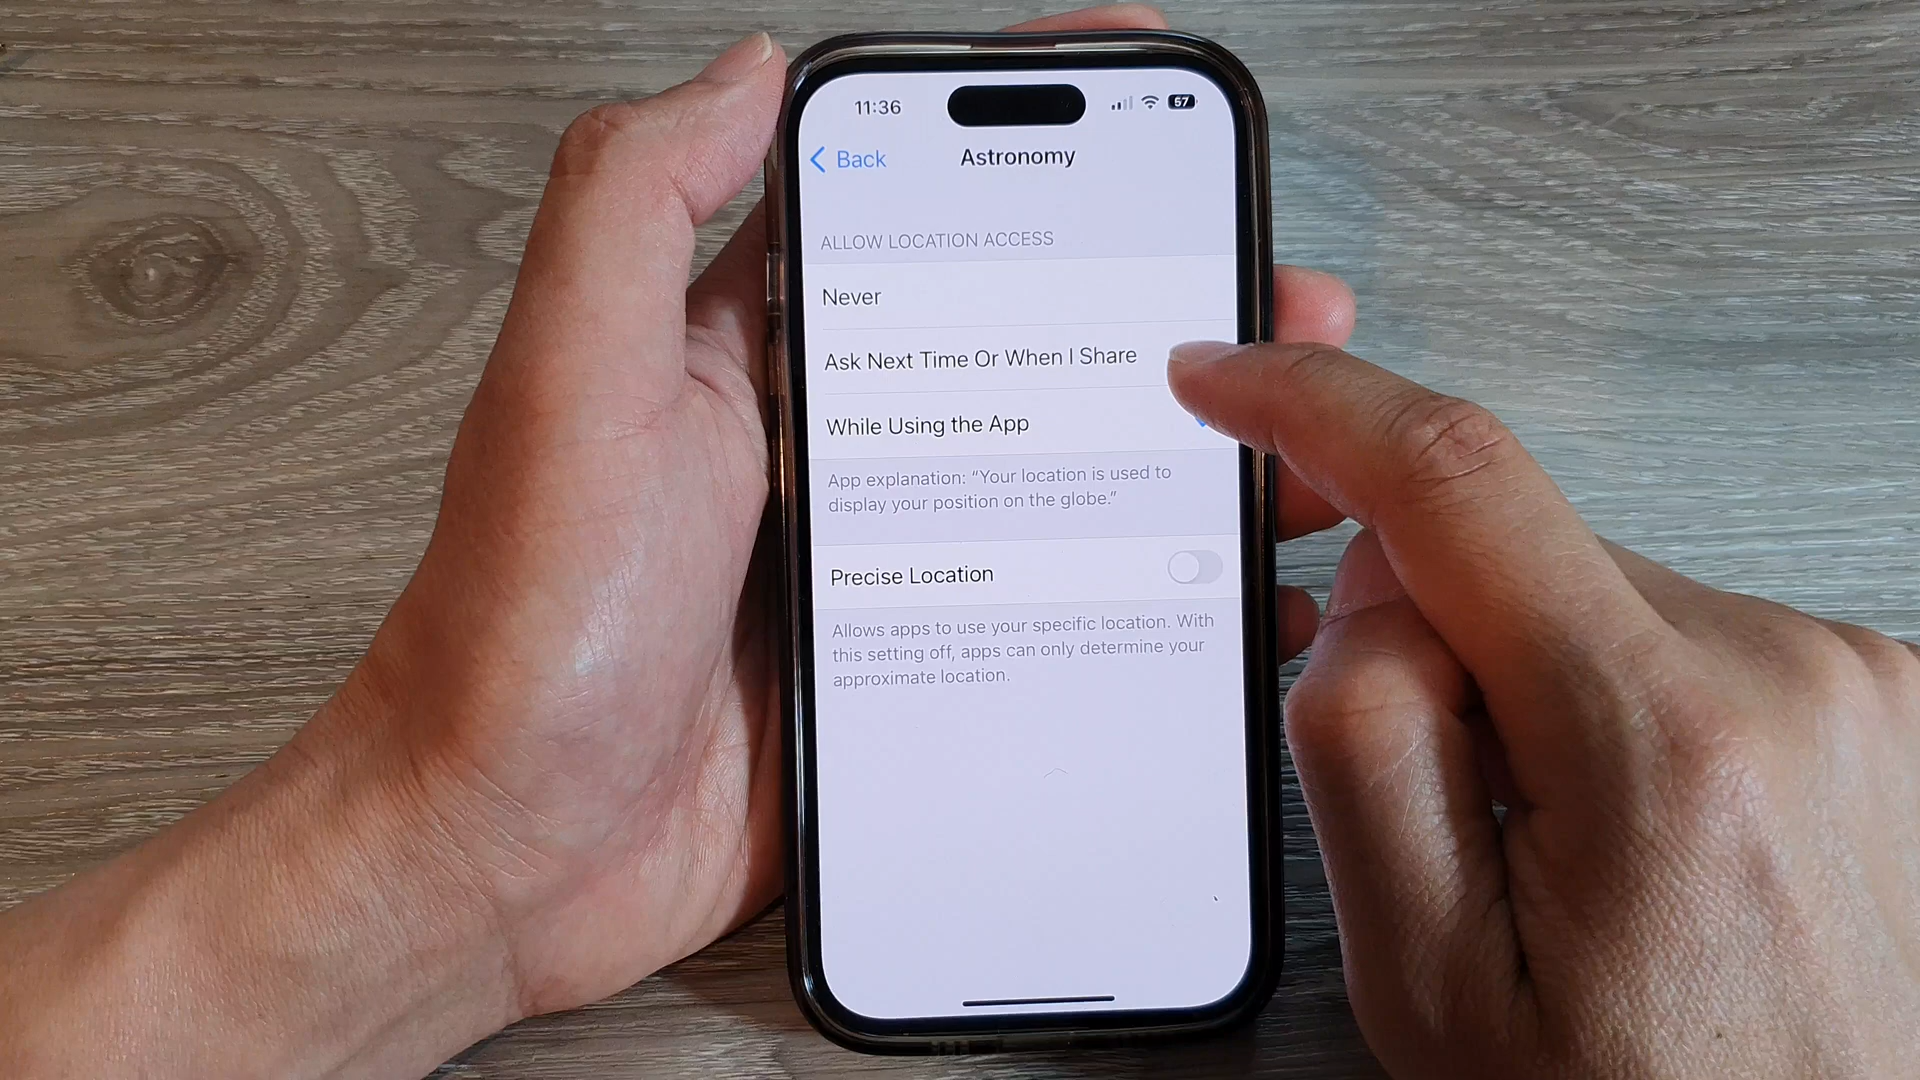 11:36
57
Back
Astronomy
ALLOW LOCATION ACCESS
Never
Ask Next Time Or When I Share
While Using the App
App explanation: “Your location is used to
display your position on the globe.”
Precise Location
Allows apps to use your specific location. With
this setting off, apps can only determine your
approximate location.